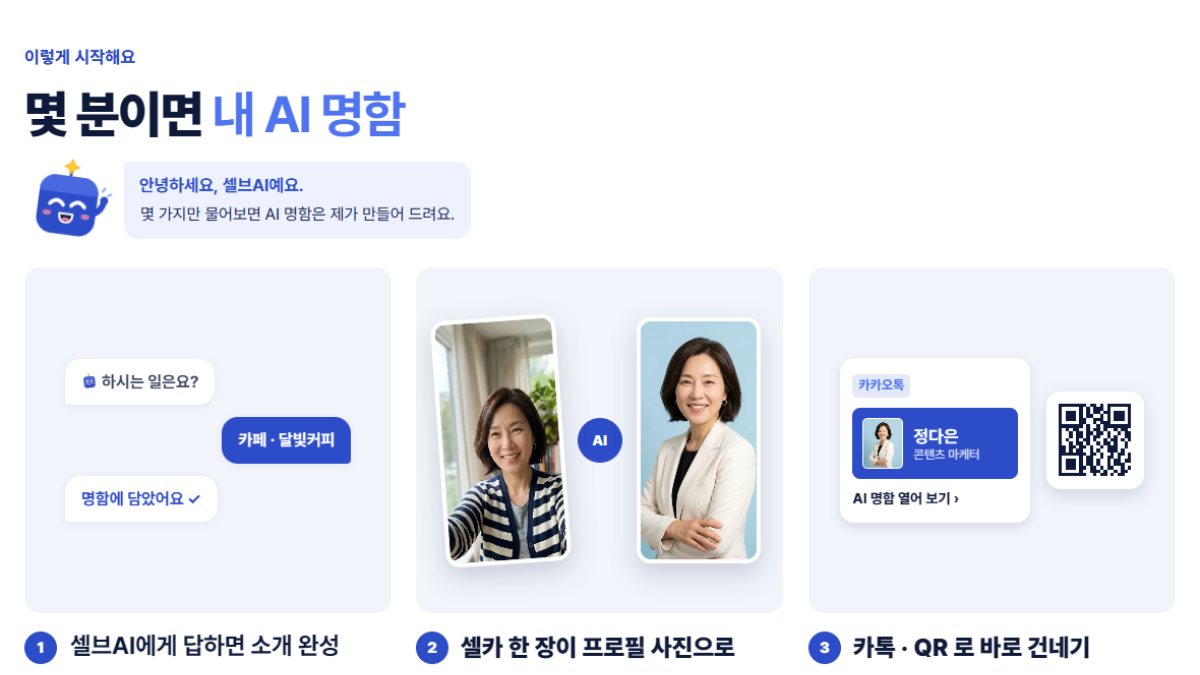 이렇게 시작해요
몇 분이면 내 AI 명함
안녕하세요, 셀브AI예요.
몇 가지만 물어보면 AI 명함은 제가 만들어 드려요.
하시는 일은요?
카페 · 달빛커피
명함에 담았어요 ✓
AI
카카오톡
정다은
콘텐츠 마케터
AI 명함 열어 보기 ›
1 셀브AI에게 답하면 소개 완성
2 셀카 한 장이 프로필 사진으로
3 카톡 · QR 로 바로 건네기